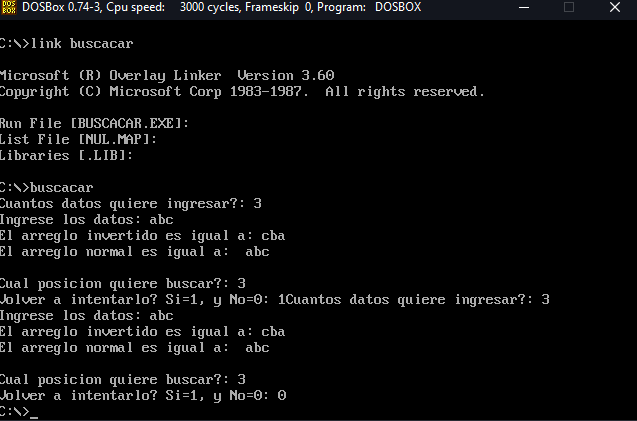 DOS
BOX
DOSBox 0.74-3, Cpu speed: 3000 cycles, Frameskip 0, Program: DOSBOX
C:\>link buscacar
Microsoft (R) Overlay Linker Version 3.60
Copyright (C) Microsoft Corp 1983-1987. All rights reserved.
Run File [BUSCACAR.EXE]:
List File [NUL.MAP]:
Libraries [.LIB]:
C:\>buscacar
Cuantos datos quiere ingresar?: 3
Ingrese los datos: abc
El arreglo invertido es igual a: cba
El arreglo normal es igual a:  abc
Cual posicion quiere buscar?: 3
Volver a intentarlo? Si=1, y No=0: 1Cuantos datos quiere ingresar?: 3
Ingrese los datos: abc
El arreglo invertido es igual a: cba
El arreglo normal es igual a:  abc
Cual posicion quiere buscar?: 3
Volver a intentarlo? Si=1, y No=0: 0
C:\>_